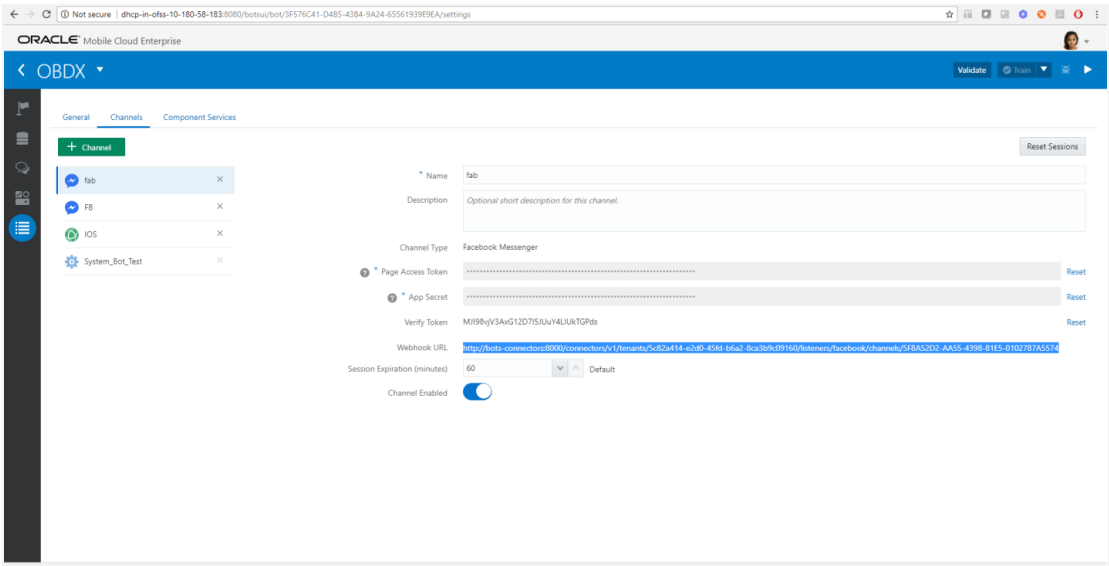 Not secure | dhcp-in-ofss-10-180-58-183:8080/botsui/bot/3F576C41-D4B5-43B4-9A24-65561939E9EA/settings
ORACLE Mobile Cloud Enterprise
OBDX
Validate Train
General Channels Component Services
+ Channel
Reset Sessions
fab
FB
IOS
System_Bot_Test
* Name fab
Description Optional short description for this channel.
Channel Type Facebook Messenger
* Page Access Token Reset
* App Secret Reset
Verify Token MJI98vjV3AxG12D7I5JUuY4LIUkTGPds Reset
Webhook URL http://bots-connectors:8000/connectors/v1/tenants/5c82a414-e2d0-45fd-b6a2-8ca3b9c09160/listeners/facebook/channels/5F8A52D2-AA55-4398-81E5-0102787A5574
Session Expiration (minutes) 60 Default
Channel Enabled